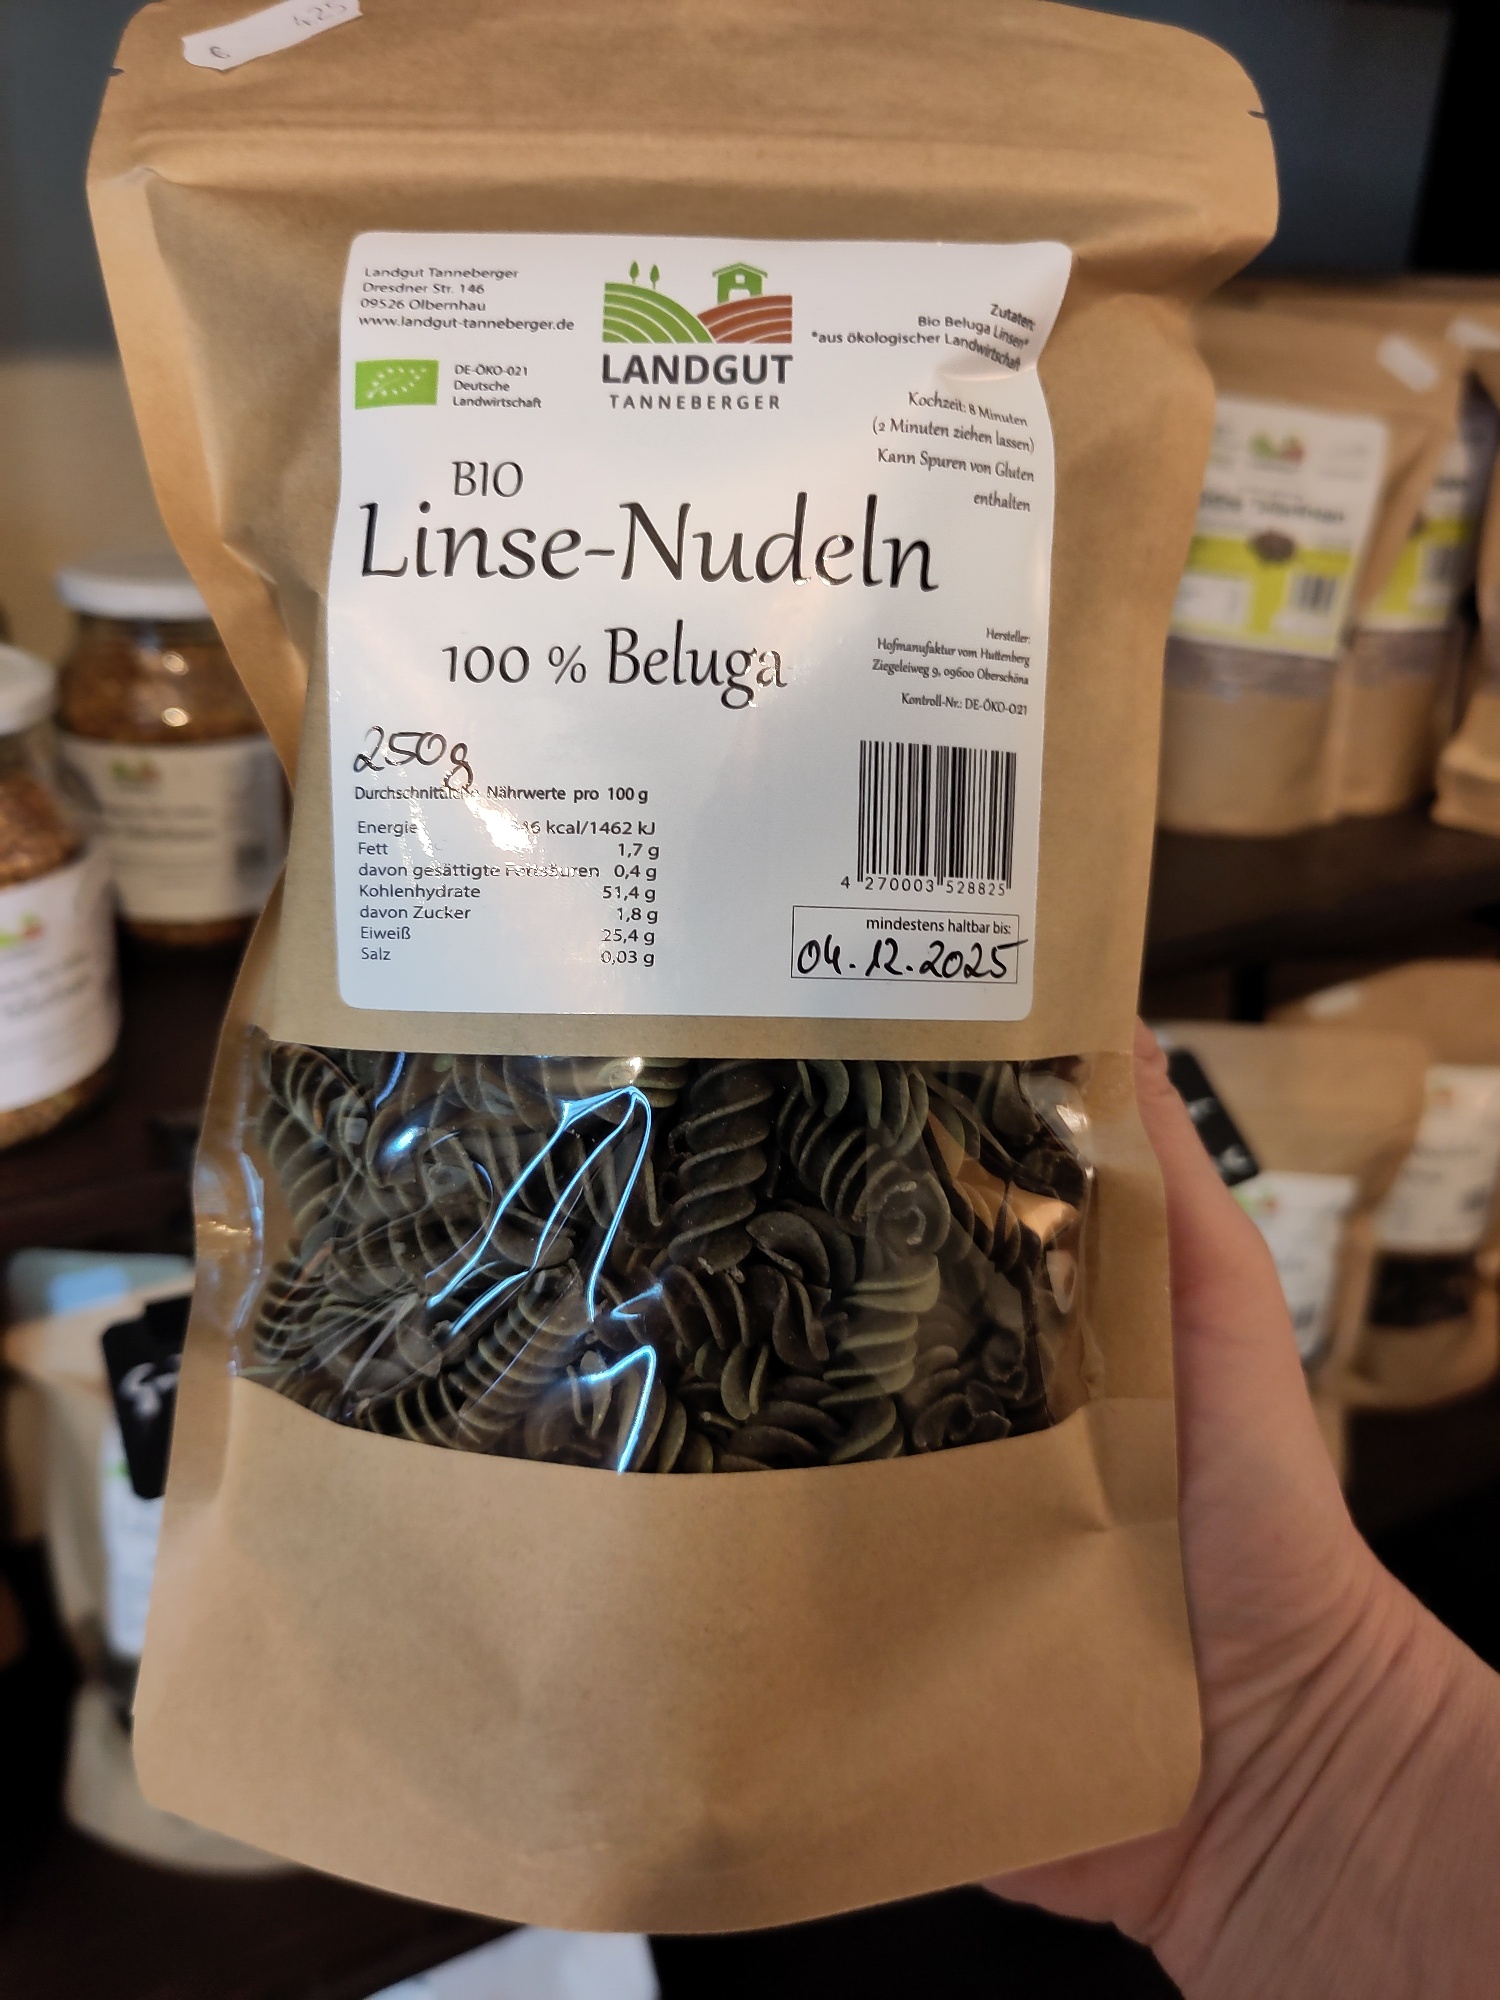 € 4.25
Landgut Tanneberger
Dresdner Str. 146
09526 Olbernhau
www.landgut-tanneberger.de
DE-ÖKO-021
Deutsche
Landwirtschaft
LANDGUT
TANNEBERGER
Zutaten:
Bio Beluga Linsen*
*aus ökologischer Landwirtschaft
Kochzeit: 8 Minuten
(2 Minuten ziehen lassen)
Kann Spuren von Gluten
enthalten
BIO
Linse-Nudeln
100 % Beluga
Hersteller:
Hofmanufaktur vom Huttenberg
Ziegeleiweg 9, 09600 Oberschöna
Kontroll-Nr.: DE-ÖKO-021
250g
Nährwerte pro 100 g
Energie kcal/1462 kJ
Fett 1,7 g
davon gesättigte Fettsäuren 0,4 g
Kohlenhydrate 51,4 g
davon Zucker 1,8 g
Eiweiß 25,4 g
Salz 0,03 g
4 270003 528825
mindestens haltbar bis:
04.12.2025